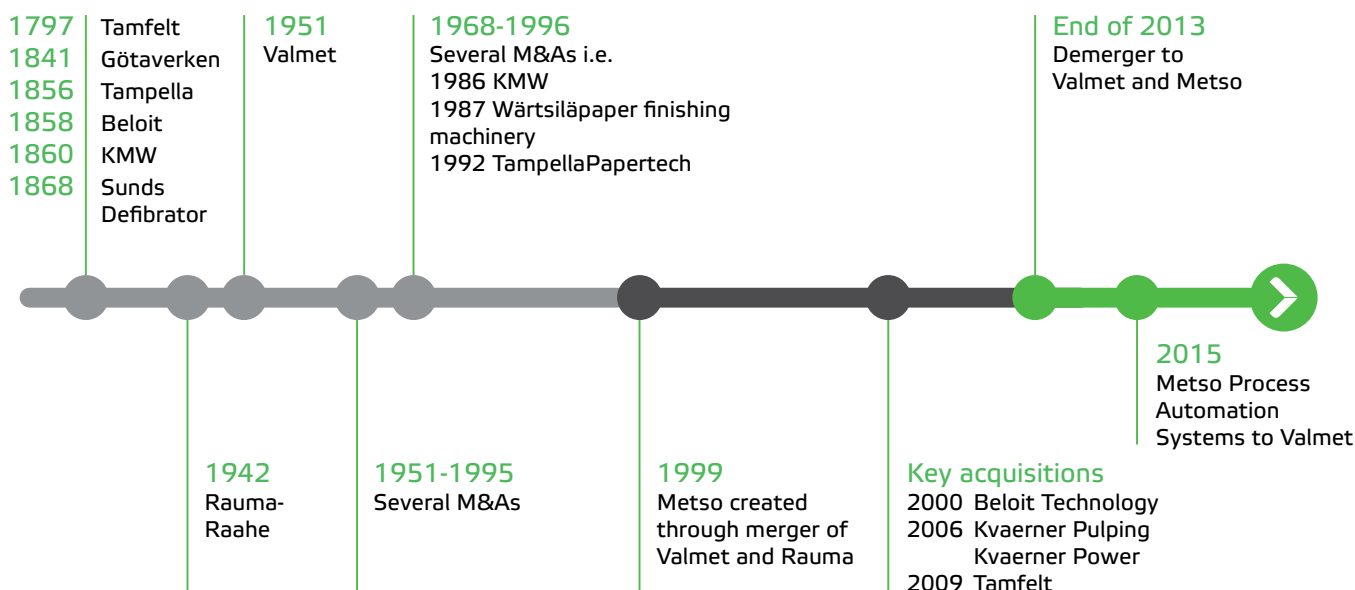 1797 Tamfelt
1841 Götaverken
1856 Tampella
1858 Beloit
1860 KMW
1868 Sunds
Defibrator
1951
Valmet
1968-1996
Several M&As i.e.
1986 KMW
1987 Wärtsiläpaper finishing
machinery
1992 TampellaPapertech
End of 2013
Demerger to
Valmet and Metso
1942
Rauma-
Raahe
1951-1995
Several M&As
1999
Metso created
through merger of
Valmet and Rauma
Key acquisitions
2000 Beloit Technology
2006 Kvaerner Pulping
Kvaerner Power
2009 Tamfelt
2015
Metso Process
Automation
Systems to Valmet